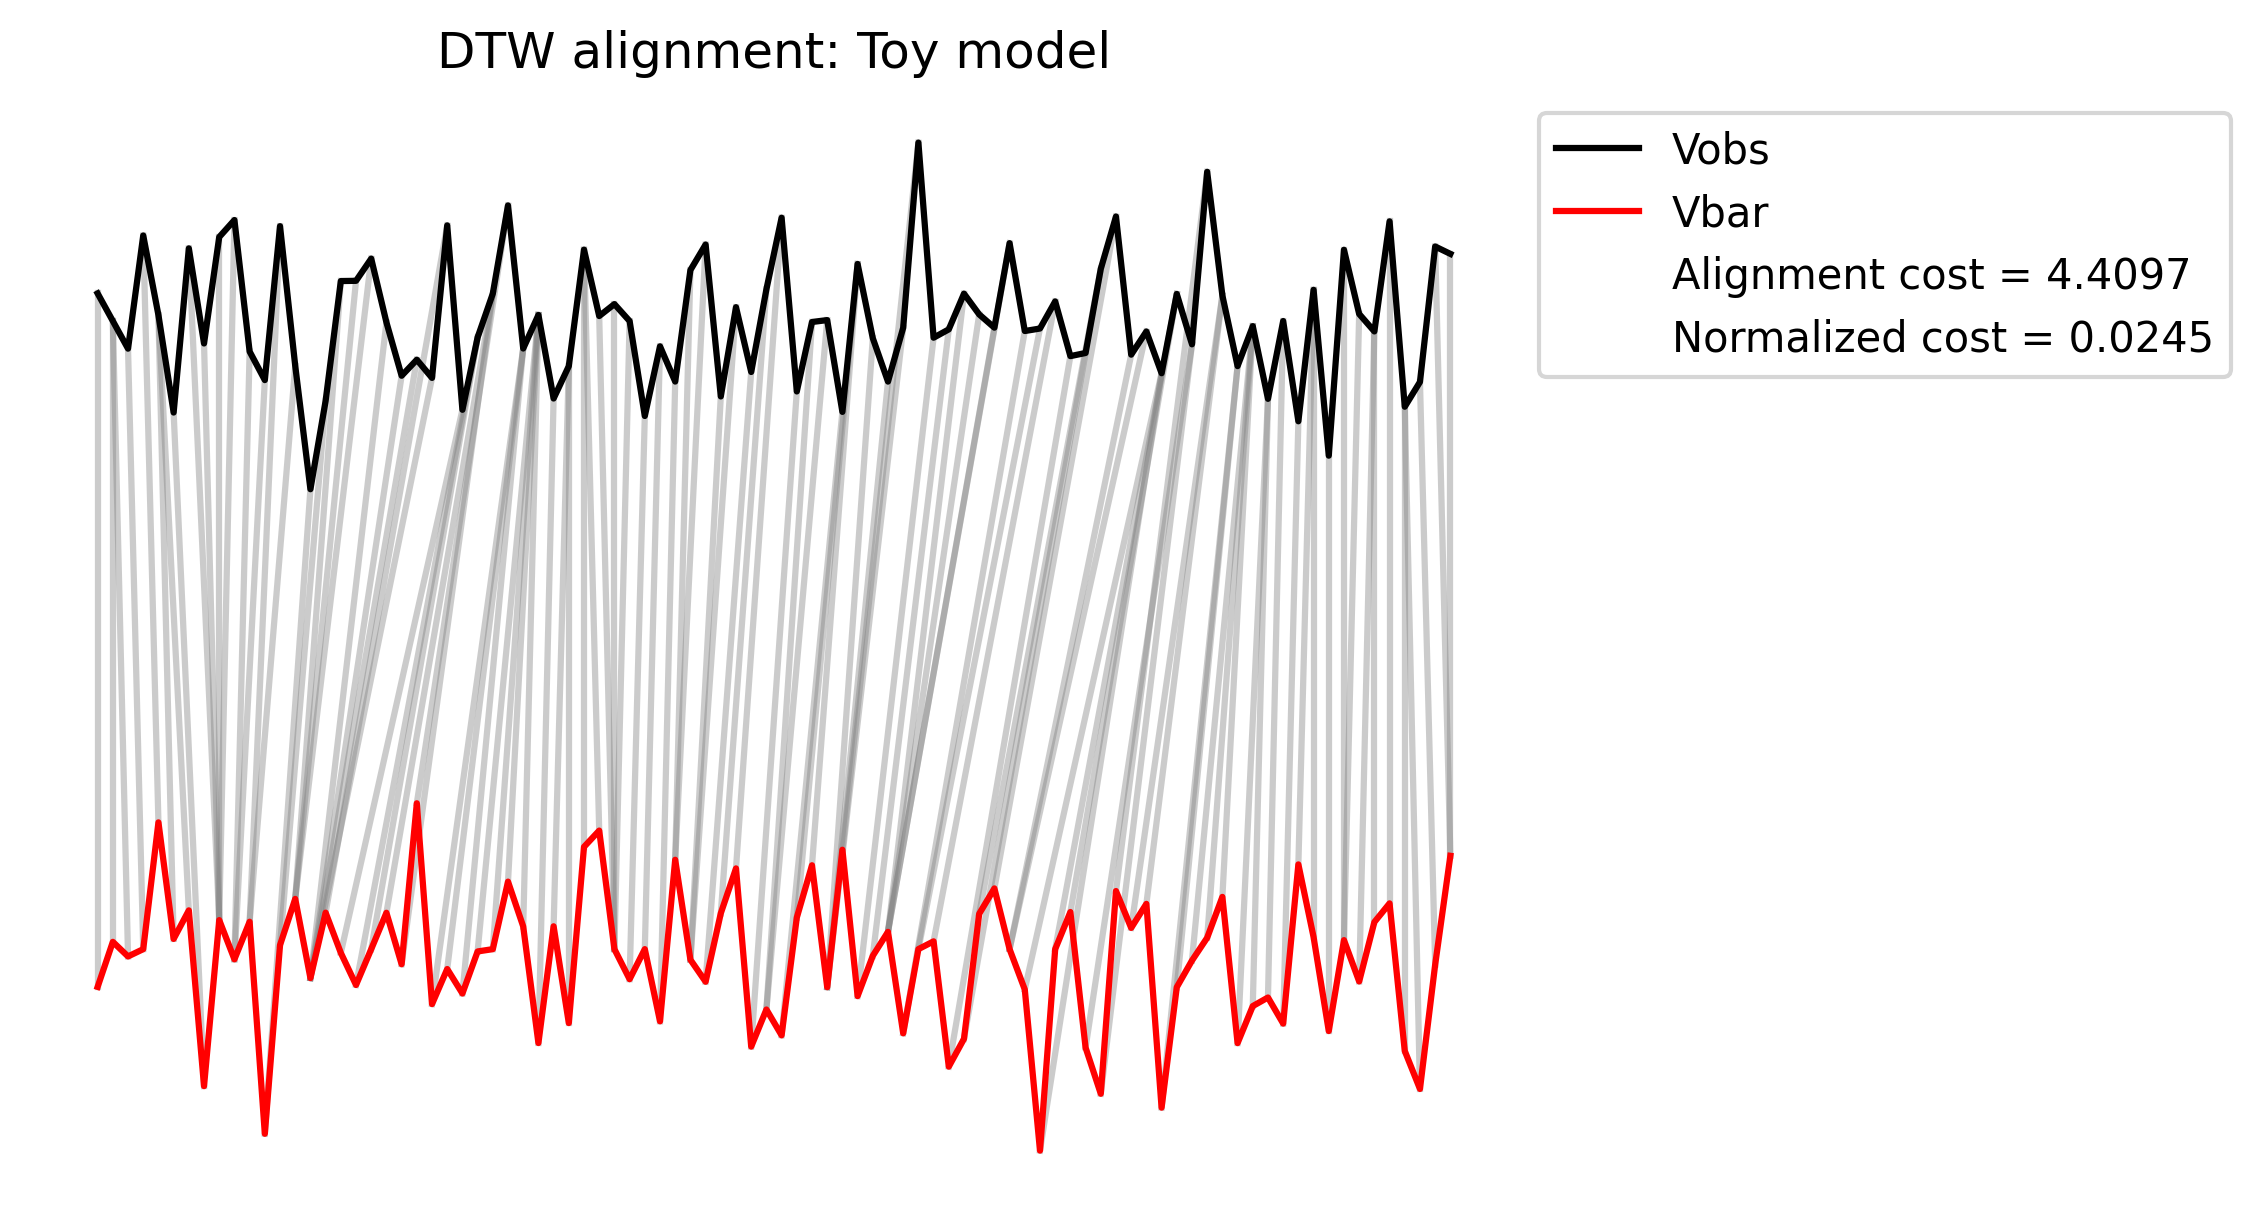 DTW alignment: Toy model
Vobs
Vbar
Alignment cost = 4.4097
Normalized cost = 0.0245